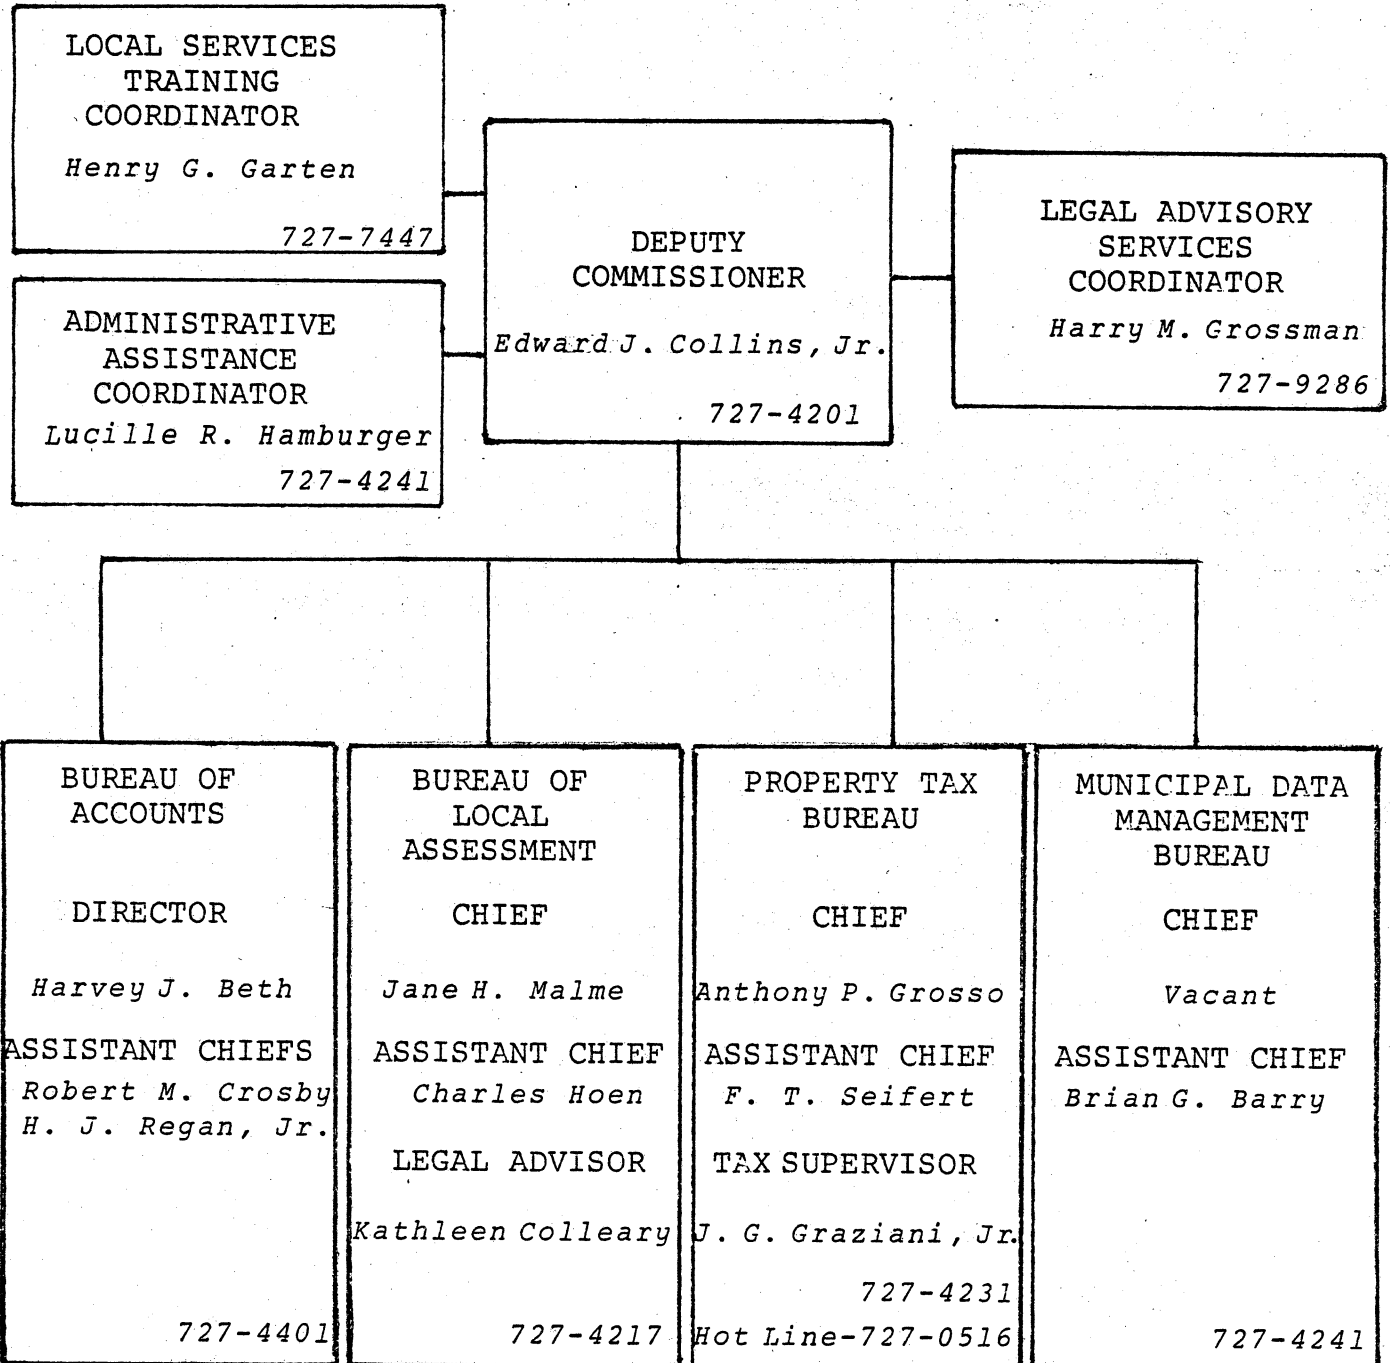 LOCAL SERVICES
TRAINING
COORDINATOR
Henry G. Garten
727-7447
ADMINISTRATIVE
ASSISTANCE
COORDINATOR
Lucille R. Hamburger
727-4241
DEPUTY
COMMISSIONER
Edward J. Collins, Jr.
727-4201
LEGAL ADVISORY
SERVICES
COORDINATOR
Harry M. Grossman
727-9286
BUREAU OF
ACCOUNTS
DIRECTOR
Harvey J. Beth
ASSISTANT CHIEFS
Robert M. Crosby
H. J. Regan, Jr.
727-4401
BUREAU OF
LOCAL
ASSESSMENT
CHIEF
Jane H. Malme
ASSISTANT CHIEF
Charles Hoen
LEGAL ADVISOR
Kathleen Colleary
727-4217
PROPERTY TAX
BUREAU
CHIEF
Anthony P. Grosso
ASSISTANT CHIEF
F. T. Seifert
TAX SUPERVISOR
J. G. Graziani, Jr.
727-4231
Hot Line-727-0516
MUNICIPAL DATA
MANAGEMENT
BUREAU
CHIEF
Vacant
ASSISTANT CHIEF
Brian G. Barry
727-4241